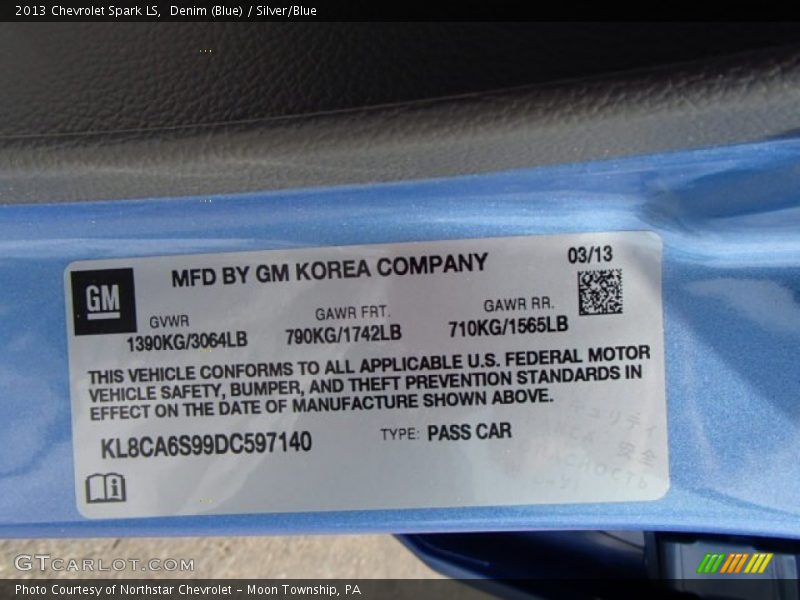 2013 Chevrolet Spark LS, Denim (Blue) / Silver/Blue
MFD BY GM KOREA COMPANY 03/13
GM
GVWR GAWR FRT. GAWR RR.
1390KG/3064LB 790KG/1742LB 710KG/1565LB
THIS VEHICLE CONFORMS TO ALL APPLICABLE U.S. FEDERAL MOTOR
VEHICLE SAFETY, BUMPER, AND THEFT PREVENTION STANDARDS IN
EFFECT ON THE DATE OF MANUFACTURE SHOWN ABOVE.
KL8CA6S99DC597140 TYPE: PASS CAR
GTCARLOT.COM
Photo Courtesy of Northstar Chevrolet - Moon Township, PA